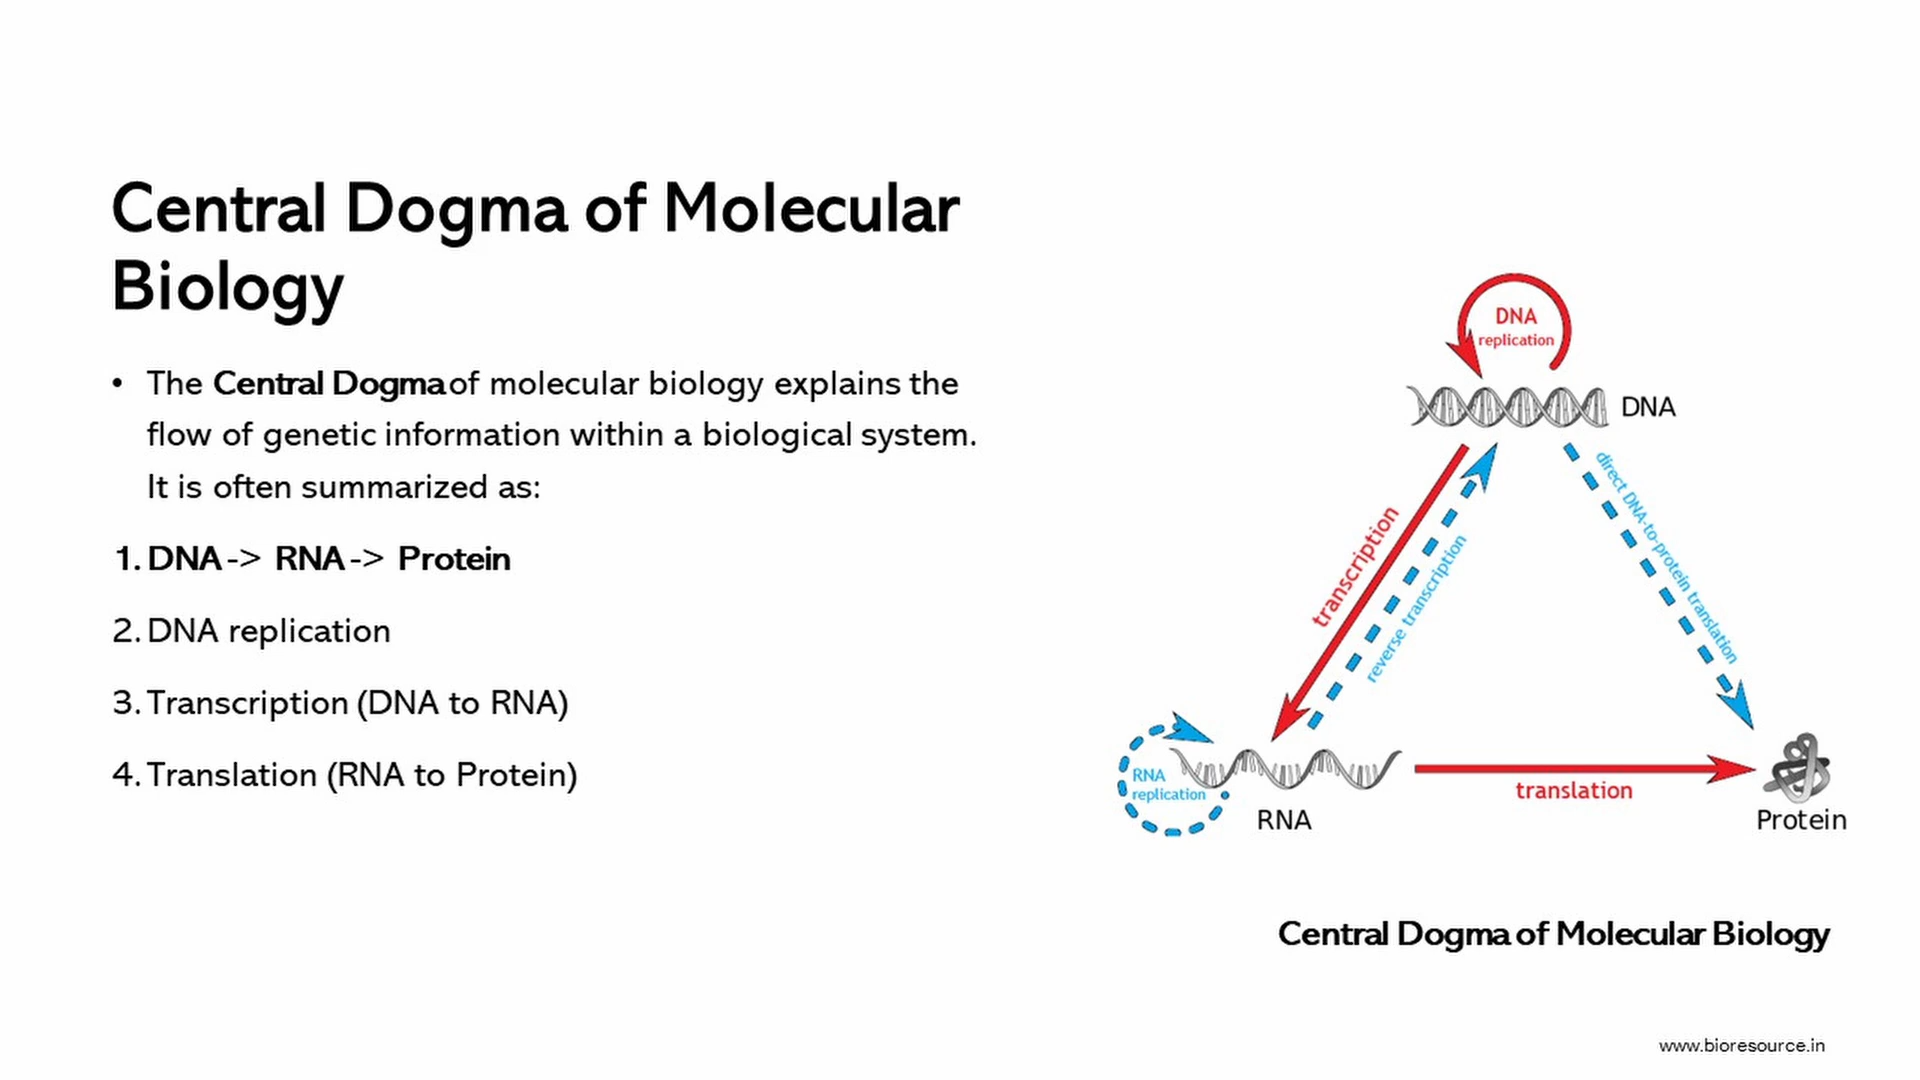 Central Dogma of Molecular
Biology
• The Central Dogma of molecular biology explains the
flow of genetic information within a biological system.
It is often summarized as:
1. DNA -> RNA -> Protein
2. DNA replication
3. Transcription (DNA to RNA)
4. Translation (RNA to Protein)
DNA
replication
DNA
transcription
reverse transcription
direct DNA-to-protein translation
RNA
replication
RNA
translation
Protein
Central Dogma of Molecular Biology
www.bioresource.in